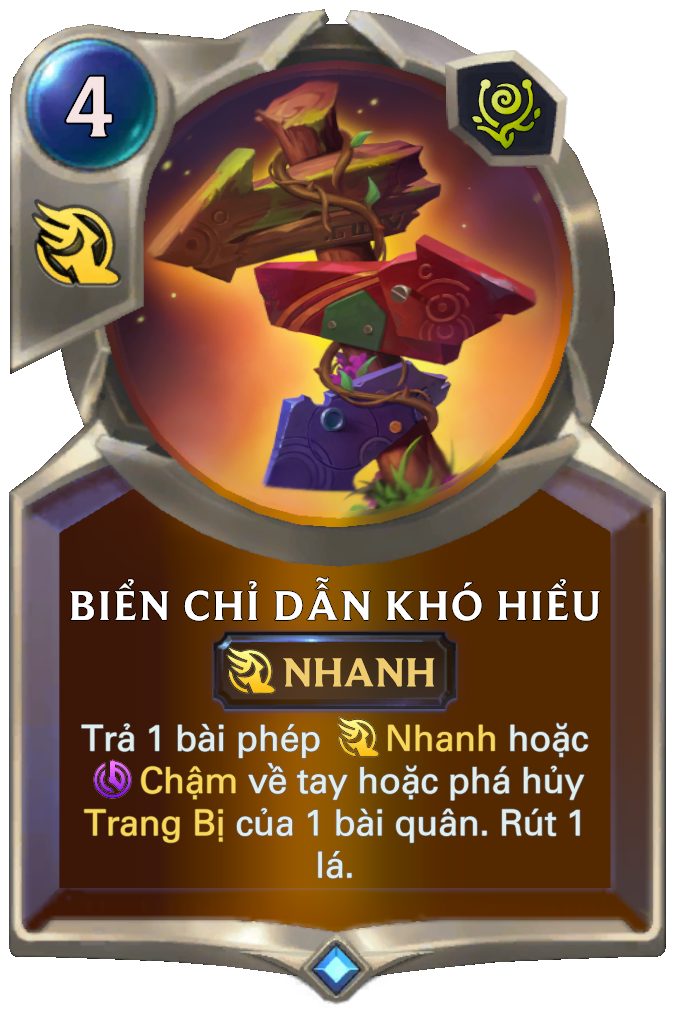 4
BIỂN CHỈ DẪN KHÓ HIỂU
NHANH
Trả 1 bài phép Nhanh hoặc
Chậm về tay hoặc phá hủy
Trang Bị của 1 bài quân. Rút 1
lá.